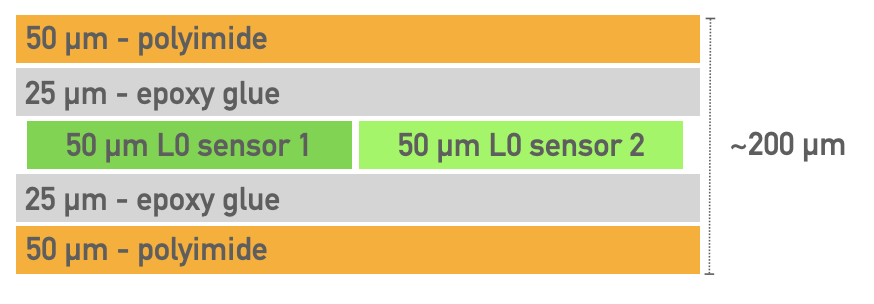 50 µm - polyimide
25 µm - epoxy glue
50 µm L0 sensor 1
50 µm L0 sensor 2
~200 µm
25 µm - epoxy glue
50 µm - polyimide